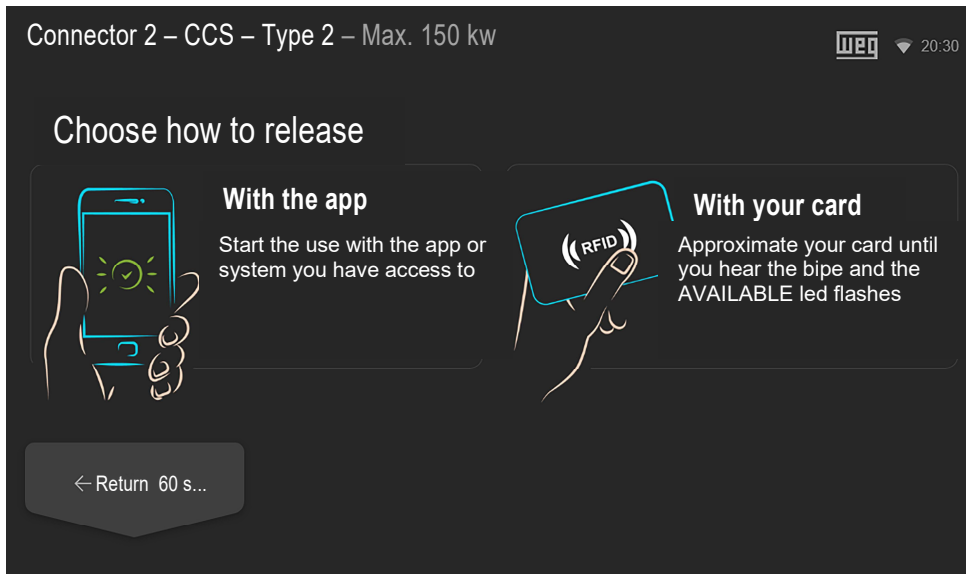 Connector 2 – CCS – Type 2 – Max. 150 kw
weg
20:30
Choose how to release
With the app
Start the use with the app or
system you have access to
RFID
With your card
Approximate your card until
you hear the bipe and the
AVAILABLE led flashes
Return 60 s...